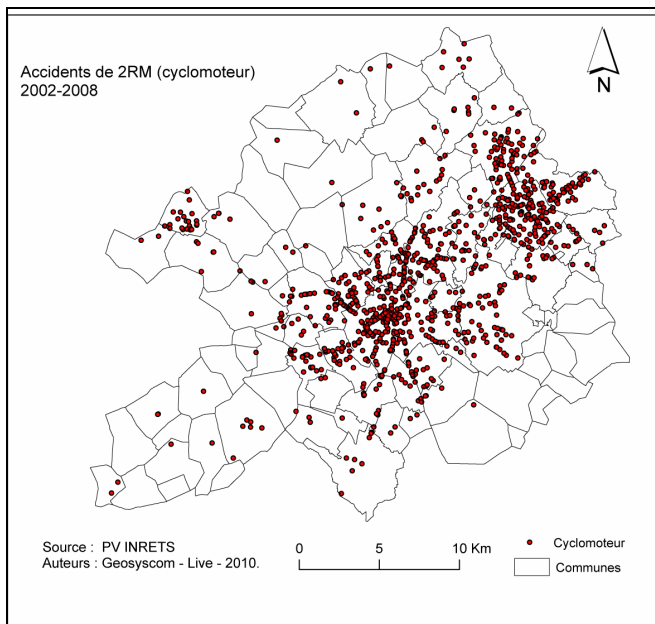 Accidents de 2RM (cyclomoteur)
2002-2008
N
Source : PV INRETS
Auteurs : Geosyscom - Live - 2010.
0 5 10 Km
Cyclomoteur
Communes